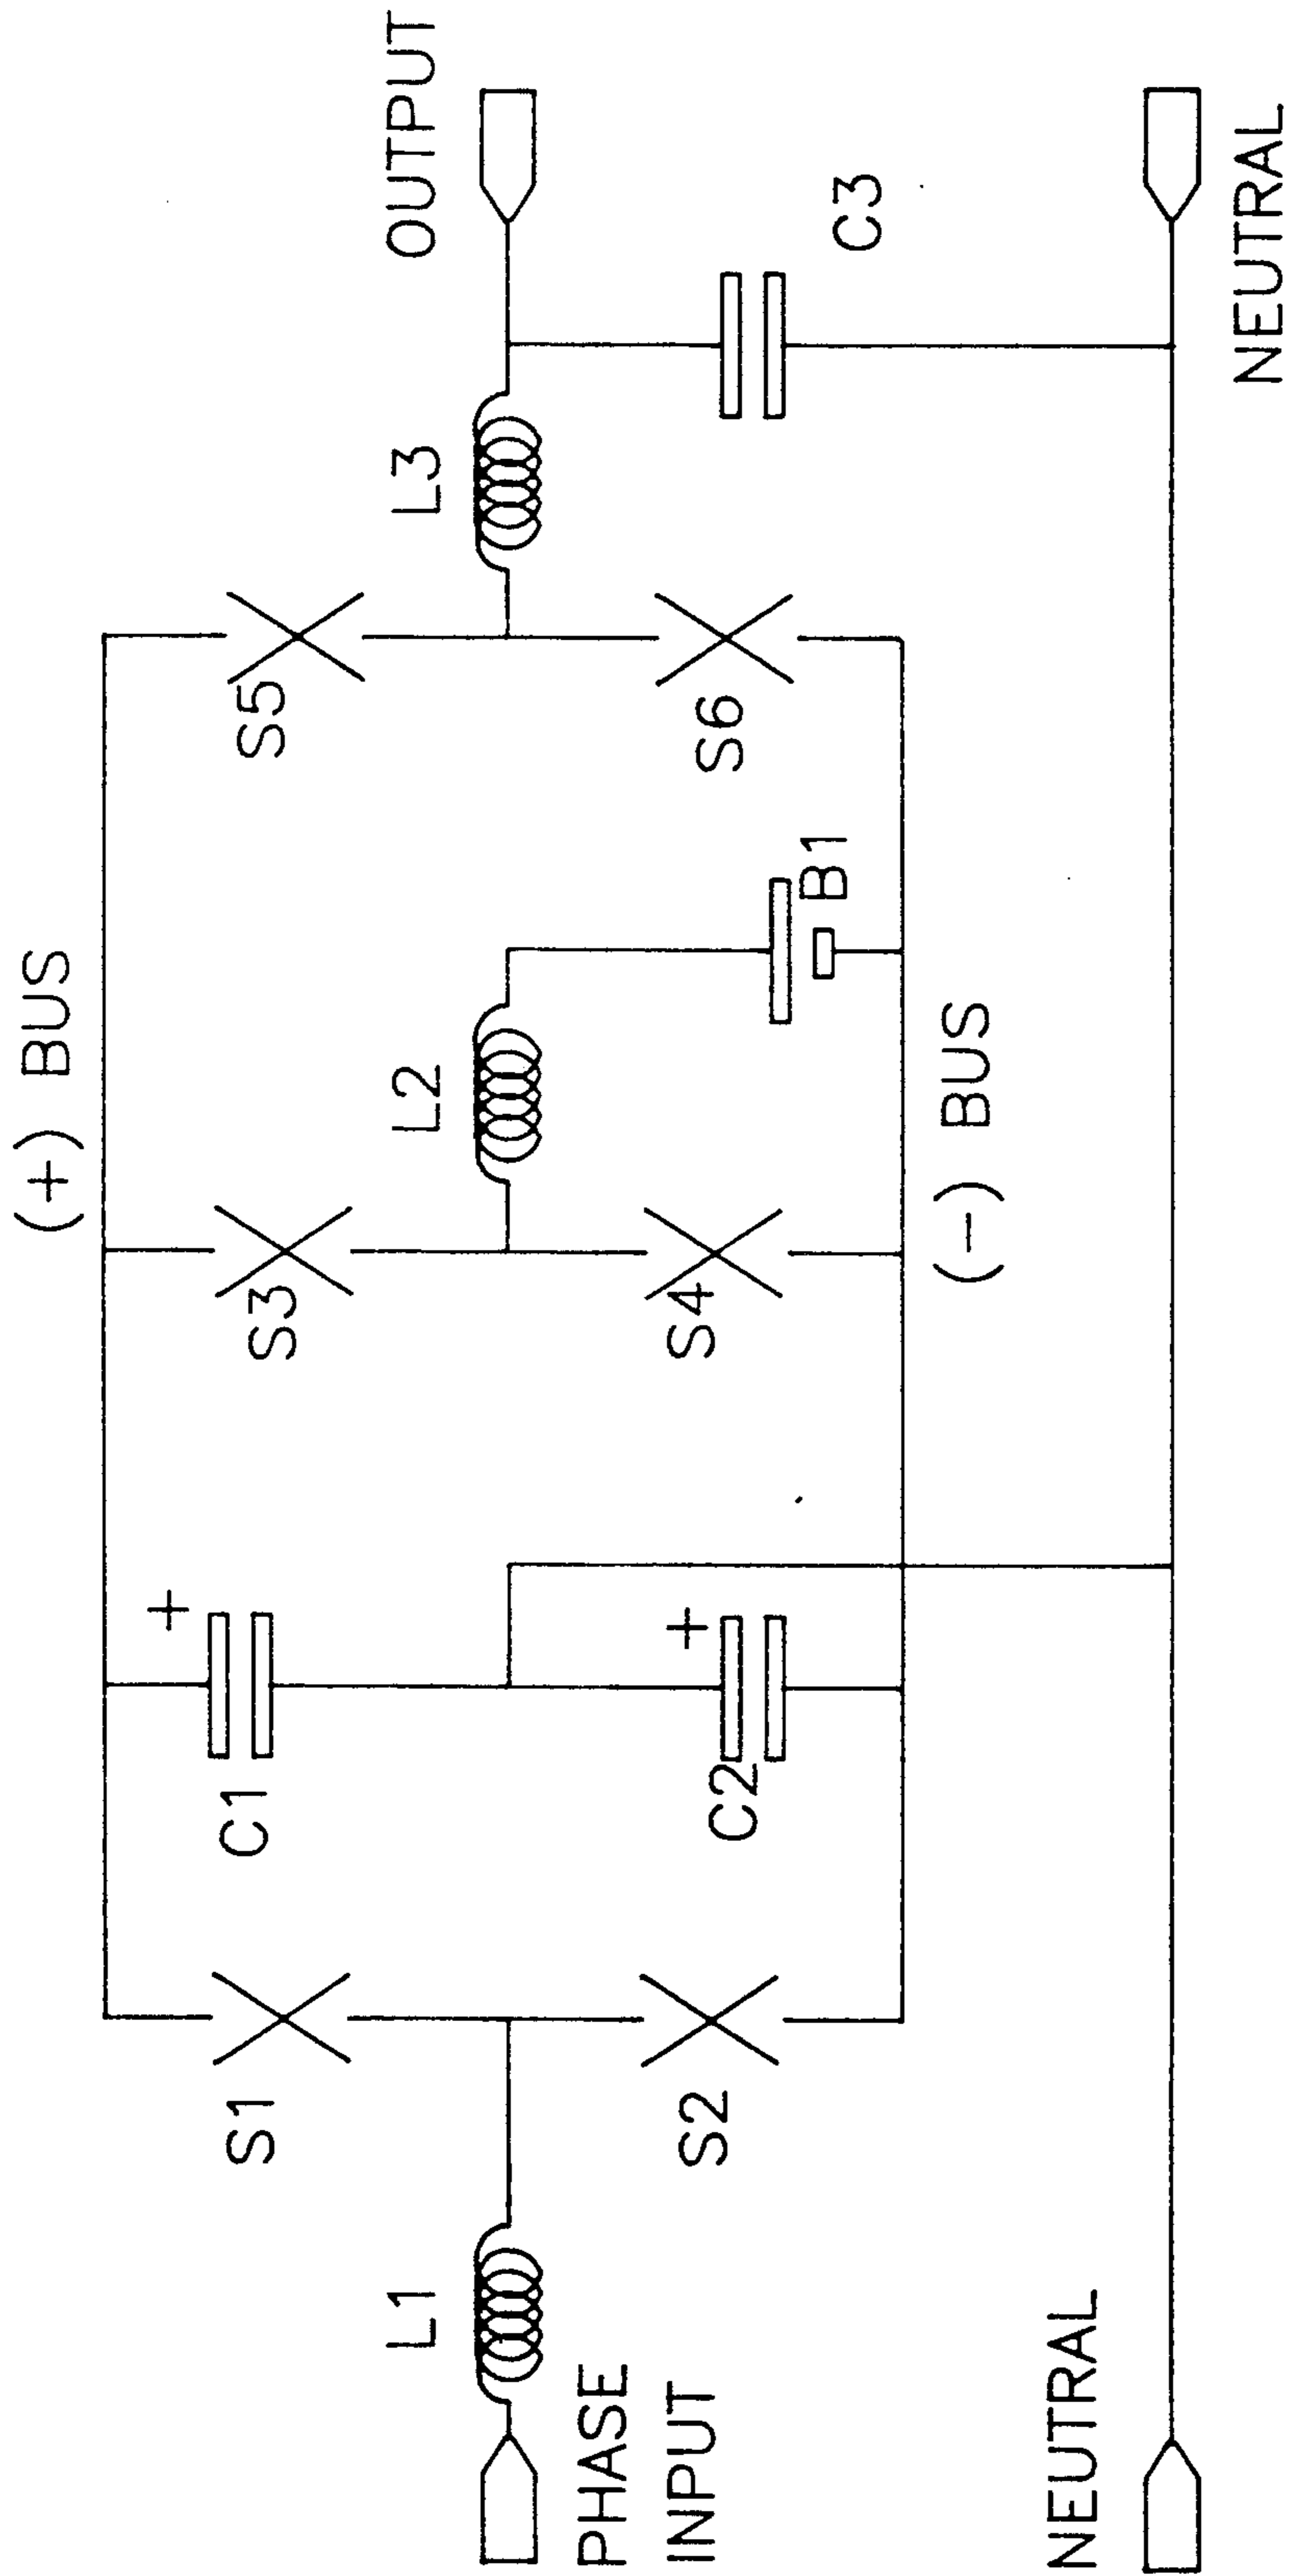 (+) BUS
OUTPUT
S1
C1
+
S3
S5
L1
L2
L3
PHASE
INPUT
S2
C2
+
S4
B1
S6
C3
(-) BUS
NEUTRAL
NEUTRAL